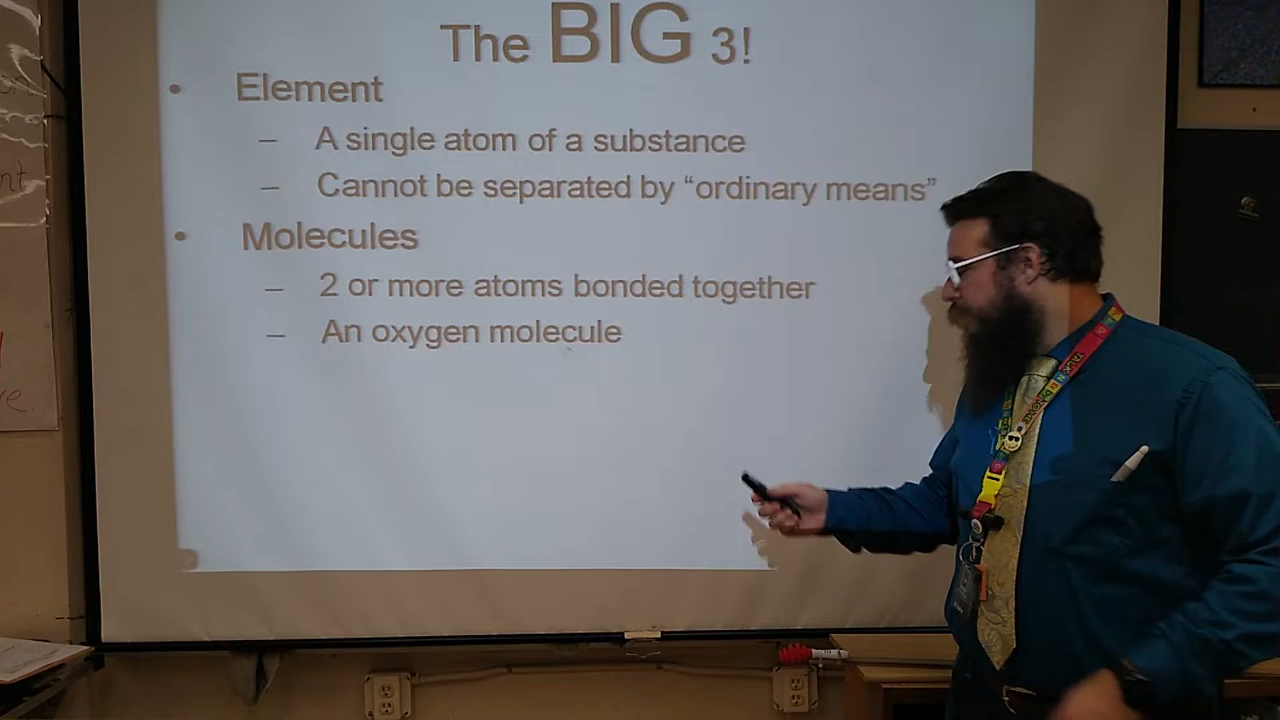 The BIG 3!
• Element
– A single atom of a substance
– Cannot be separated by “ordinary means”
• Molecules
– 2 or more atoms bonded together
– An oxygen molecule